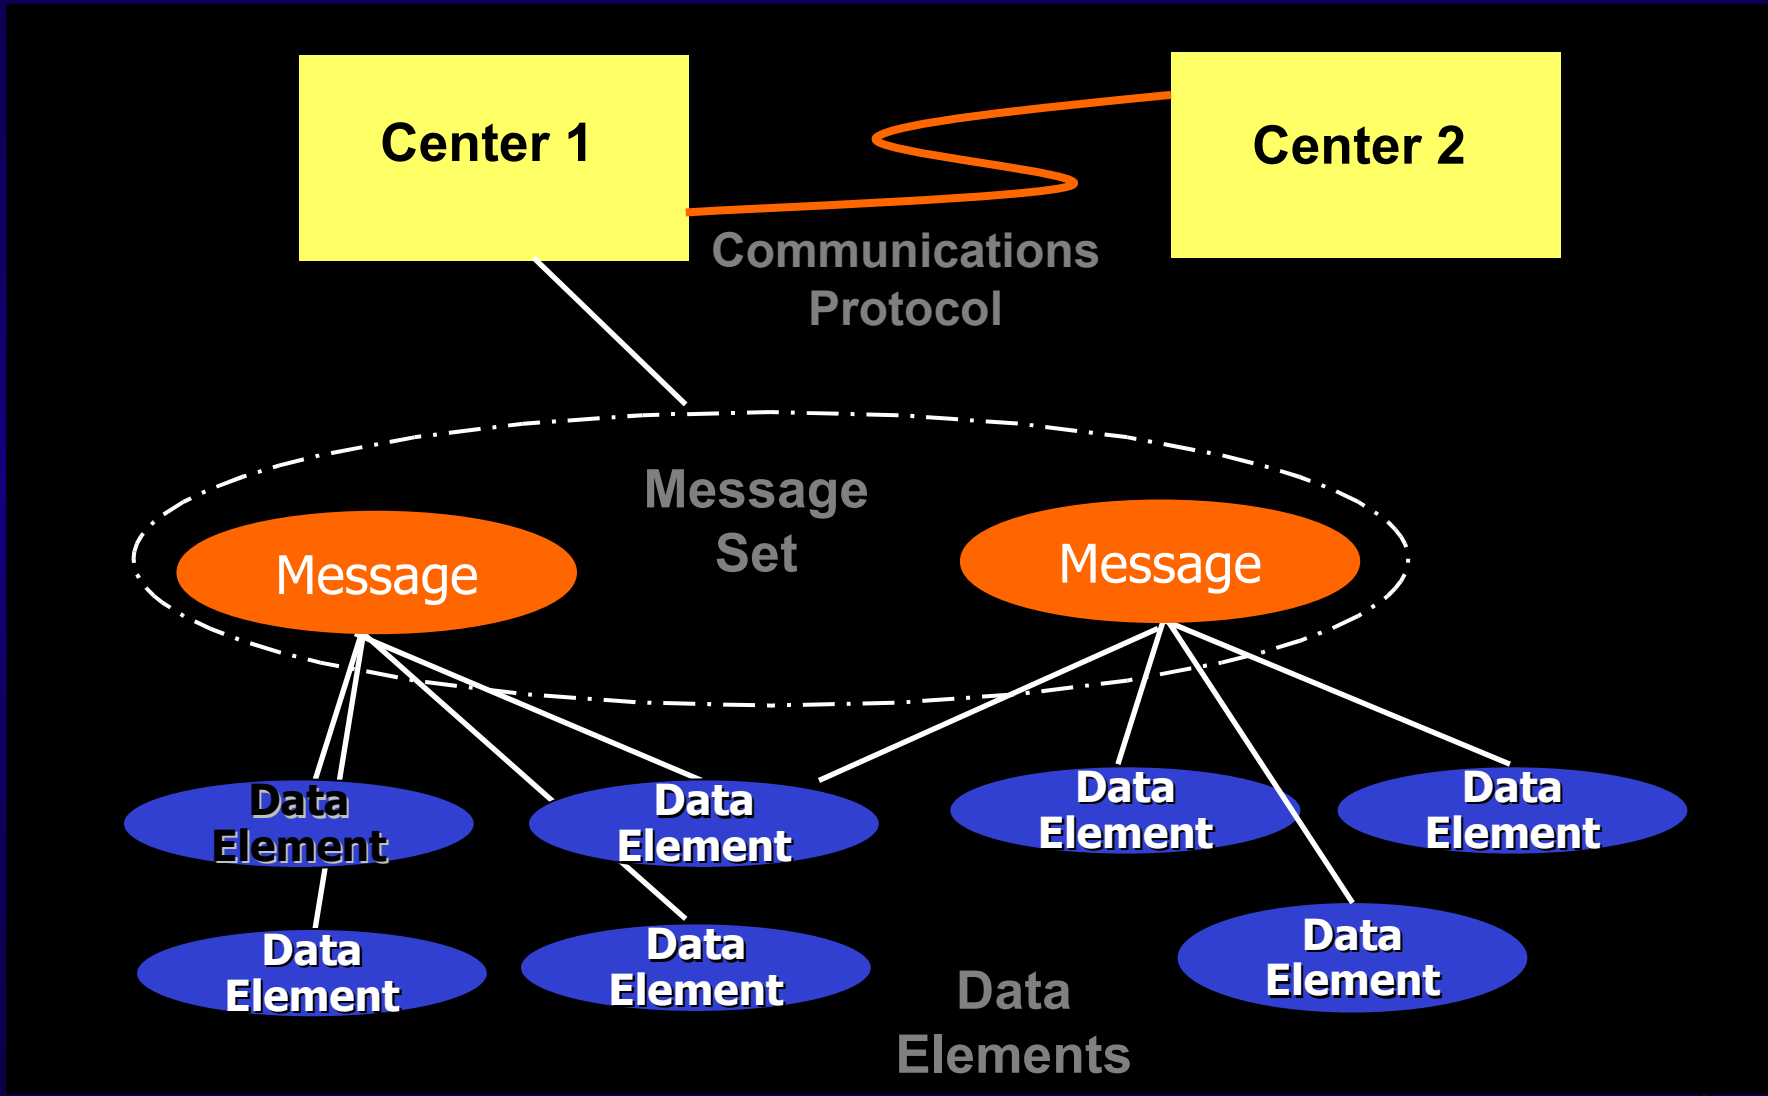 Center 1
Center 2
Communications
Protocol
Message
Set
Message
Message
Data
Element
Data
Element
Data
Element
Data
Element
Data
Element
Data
Element
Data
Element
Data
Elements